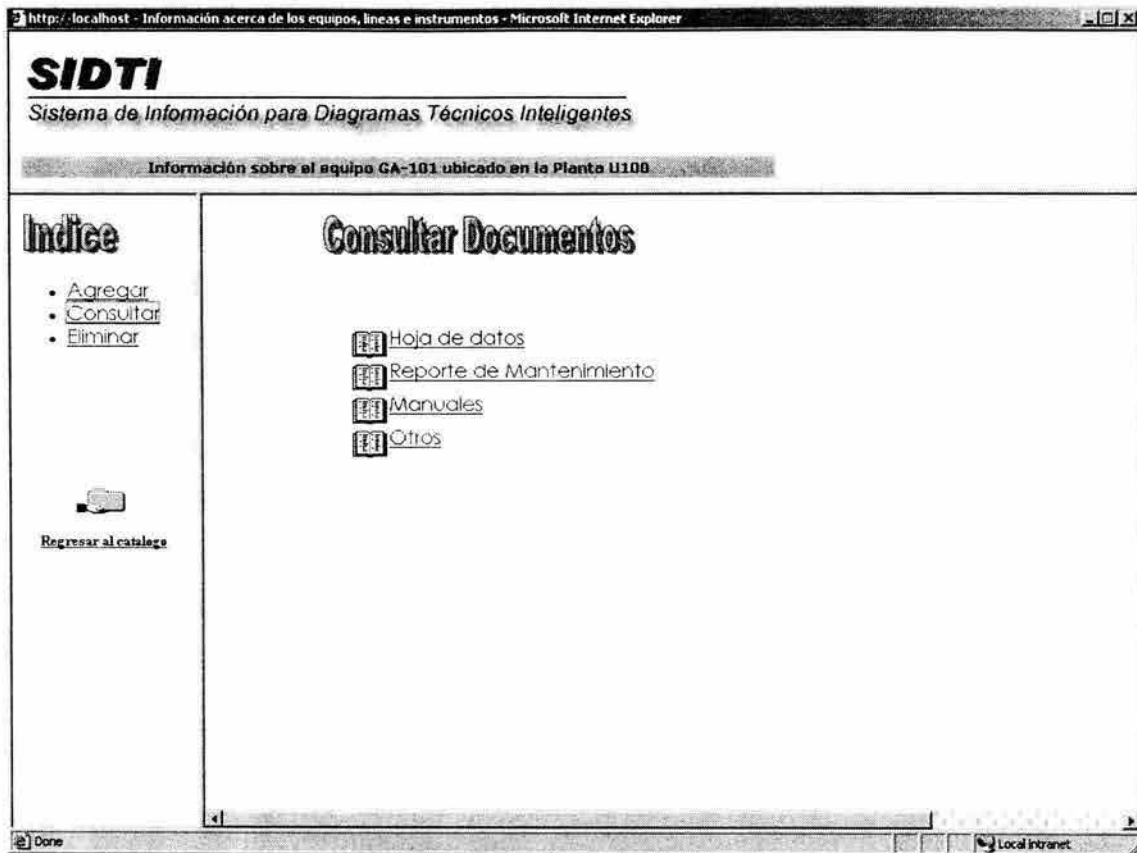 http://-localhost - Información acerca de los equipos, lineas e instrumentos - Microsoft Internet Explorer
SIDTI
Sistema de Información para Diagramas Técnicos Inteligentes
Información sobre el equipo GA-101 ubicado en la Planta U100
Indice
Agregar
Consultar
Eliminar
Regresar al catalogo
Consultar Documentos
Hoja de datos
Reporte de Mantenimiento
Manuales
Otros
Done
Local intranet